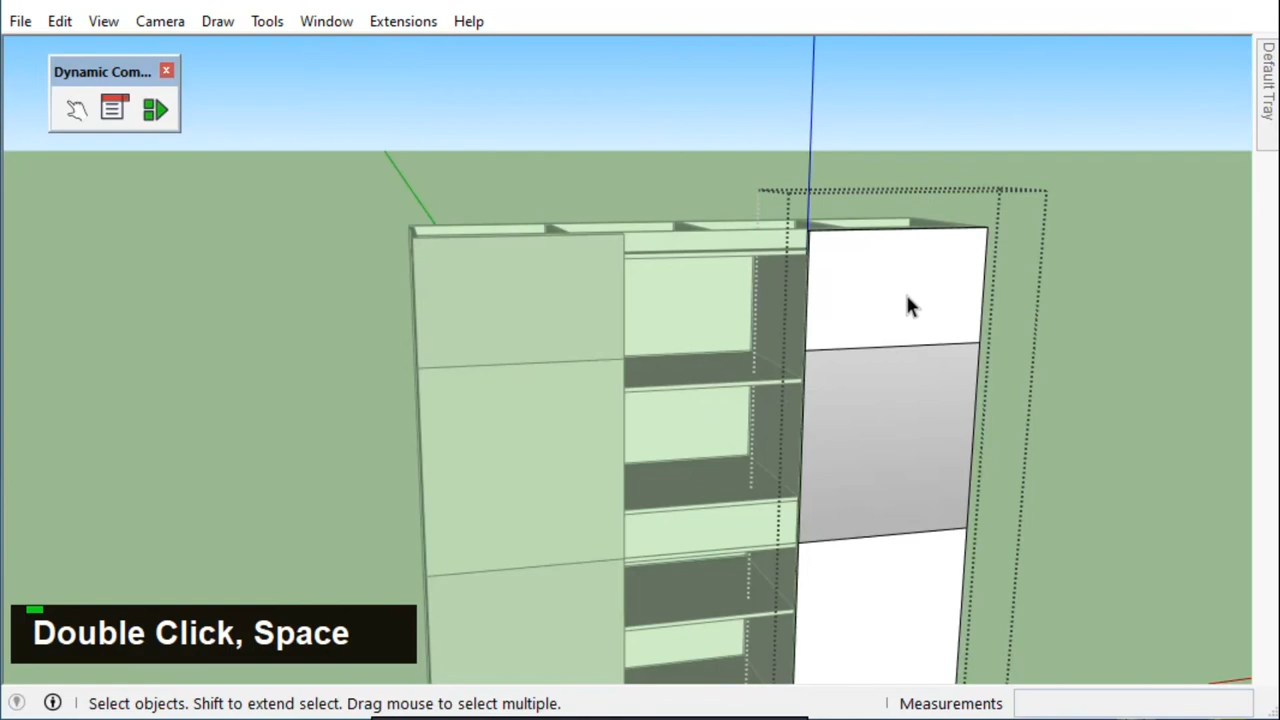 File Edit View Camera Draw Tools Window Extensions Help
Default Tray
Dynamic Com...
Double Click, Space
Select objects. Shift to extend select. Drag mouse to select multiple.
Measurements